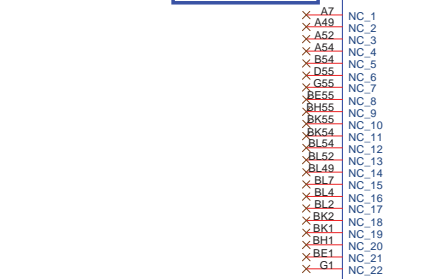 A7 NC_1
A49 NC_2
A52 NC_3
A54 NC_4
B54 NC_5
D55 NC_6
G55 NC_7
BE55 NC_8
BH55 NC_9
BK55 NC_10
BK54 NC_11
BL54 NC_12
BL52 NC_13
BL49 NC_14
BL7 NC_15
BL4 NC_16
BL2 NC_17
BK2 NC_18
BK1 NC_19
BH1 NC_20
BE1 NC_21
G1 NC_22